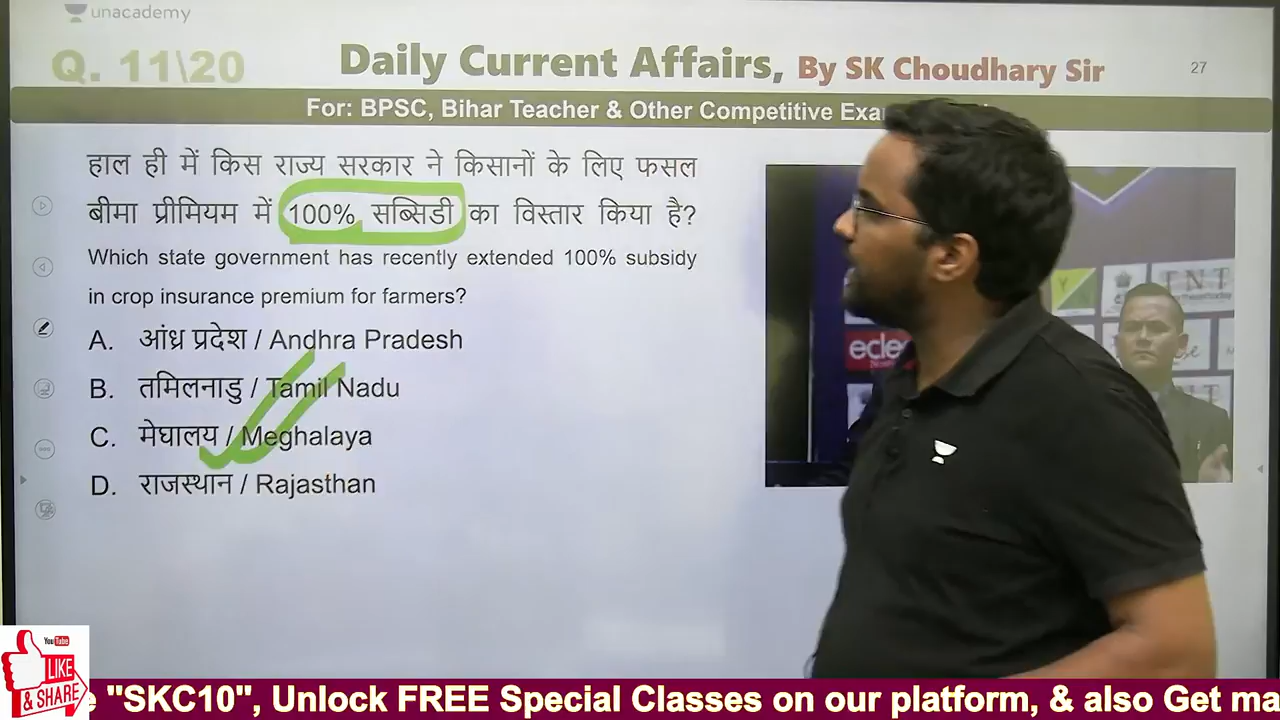 unacademy
Q. 11\20
Daily Current Affairs, By SK Choudhary Sir
27
For: BPSC, Bihar Teacher & Other Competitive
हाल ही में किस राज्य सरकार ने किसानों के लिए फसल
बीमा प्रीमियम में 100% सब्सिडी का विस्तार किया है?
Which state government has recently extended 100% subsidy
in crop insurance premium for farmers?
A. आंध्र प्रदेश / Andhra Pradesh
B. तमिलनाडु / Tamil Nadu
C. मेघालय / Meghalaya
D. राजस्थान / Rajasthan
YouTube
LIKE
& SHARE
"SKC10", Unlock FREE Special Classes on our platform, & also Get